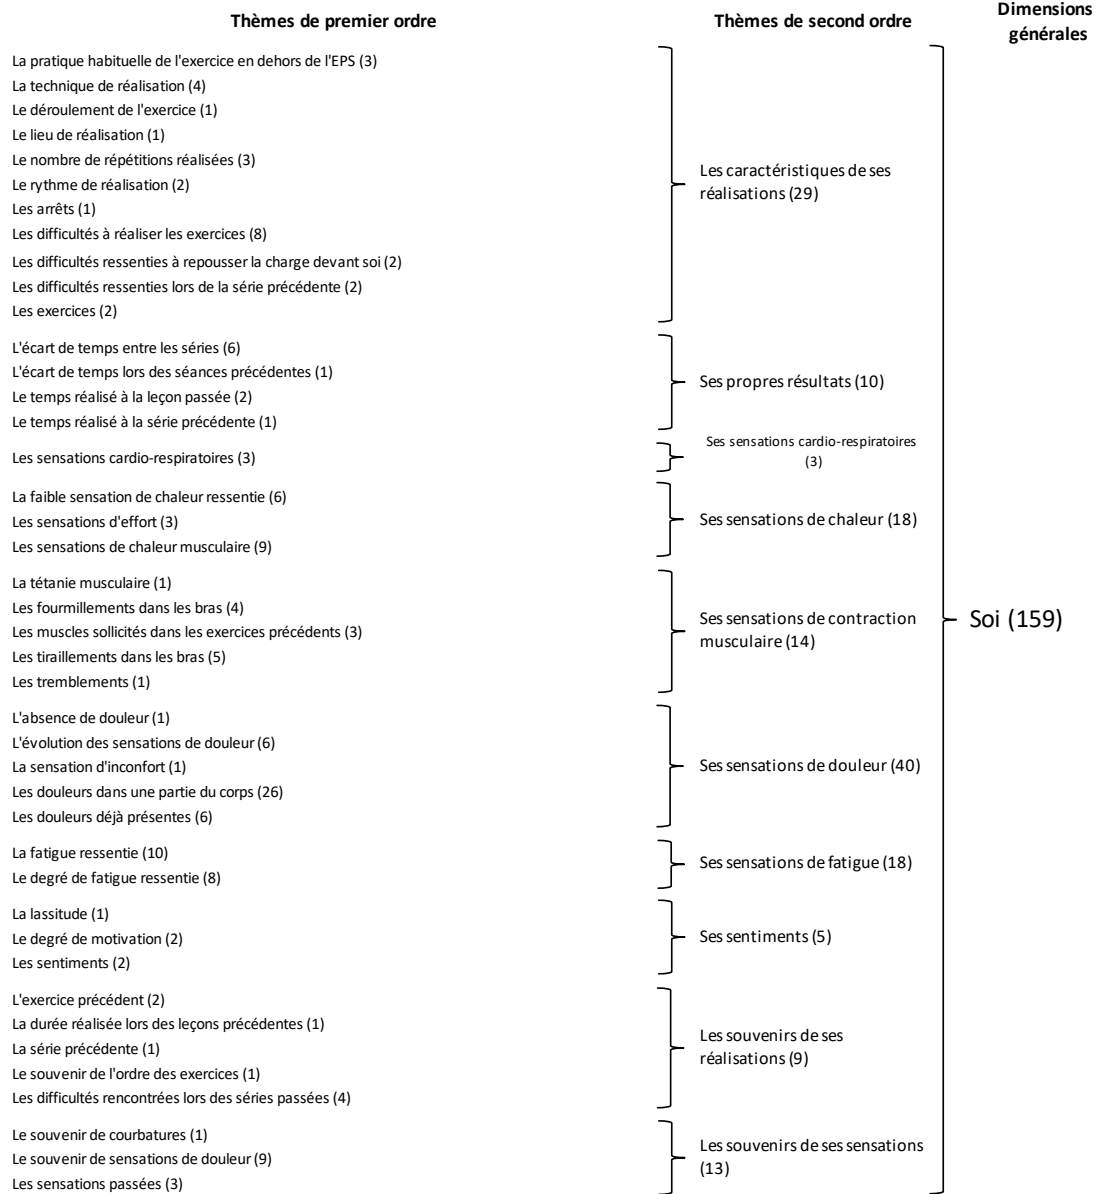 Thèmes de premier ordre
Thèmes de second ordre
Dimensions
générales
La pratique habituelle de l'exercice en dehors de l'EPS (3)
La technique de réalisation (4)
Le déroulement de l'exercice (1)
Le lieu de réalisation (1)
Le nombre de répétitions réalisées (3)
Le rythme de réalisation (2)
Les arrêts (1)
Les difficultés à réaliser les exercices (8)
Les difficultés ressenties à repousser la charge devant soi (2)
Les difficultés ressenties lors de la série précédente (2)
Les exercices (2)
Les caractéristiques de ses
réalisations (29)
L'écart de temps entre les séries (6)
L'écart de temps lors des séances précédentes (1)
Le temps réalisé à la leçon passée (2)
Le temps réalisé à la série précédente (1)
Ses propres résultats (10)
Les sensations cardio-respiratoires (3)
Ses sensations cardio-respiratoires
(3)
La faible sensation de chaleur ressentie (6)
Les sensations d'effort (3)
Les sensations de chaleur musculaire (9)
Ses sensations de chaleur (18)
La tétanie musculaire (1)
Les fourmillements dans les bras (4)
Les muscles sollicités dans les exercices précédents (3)
Les tiraillements dans les bras (5)
Les tremblements (1)
Ses sensations de contraction
musculaire (14)
Soi (159)
L'absence de douleur (1)
L'évolution des sensations de douleur (6)
La sensation d'inconfort (1)
Les douleurs dans une partie du corps (26)
Les douleurs déjà présentes (6)
Ses sensations de douleur (40)
La fatigue ressentie (10)
Le degré de fatigue ressentie (8)
Ses sensations de fatigue (18)
La lassitude (1)
Le degré de motivation (2)
Les sentiments (2)
Ses sentiments (5)
L'exercice précédent (2)
La durée réalisée lors des leçons précédentes (1)
La série précédente (1)
Le souvenir de l'ordre des exercices (1)
Les difficultés rencontrées lors des séries passées (4)
Les souvenirs de ses
réalisations (9)
Le souvenir de courbatures (1)
Le souvenir de sensations de douleur (9)
Les sensations passées (3)
Les souvenirs de ses sensations
(13)